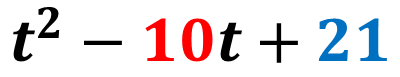 t² − 10t + 21